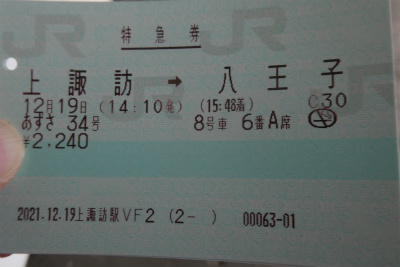 特急券
上諏訪 → 八王子
12月19日 (14:10発) (15:48着) C30
あずさ 34号 8号車 6番A席
¥2,240
2021.12.19上諏訪駅VF2 (2- ) 00063-01